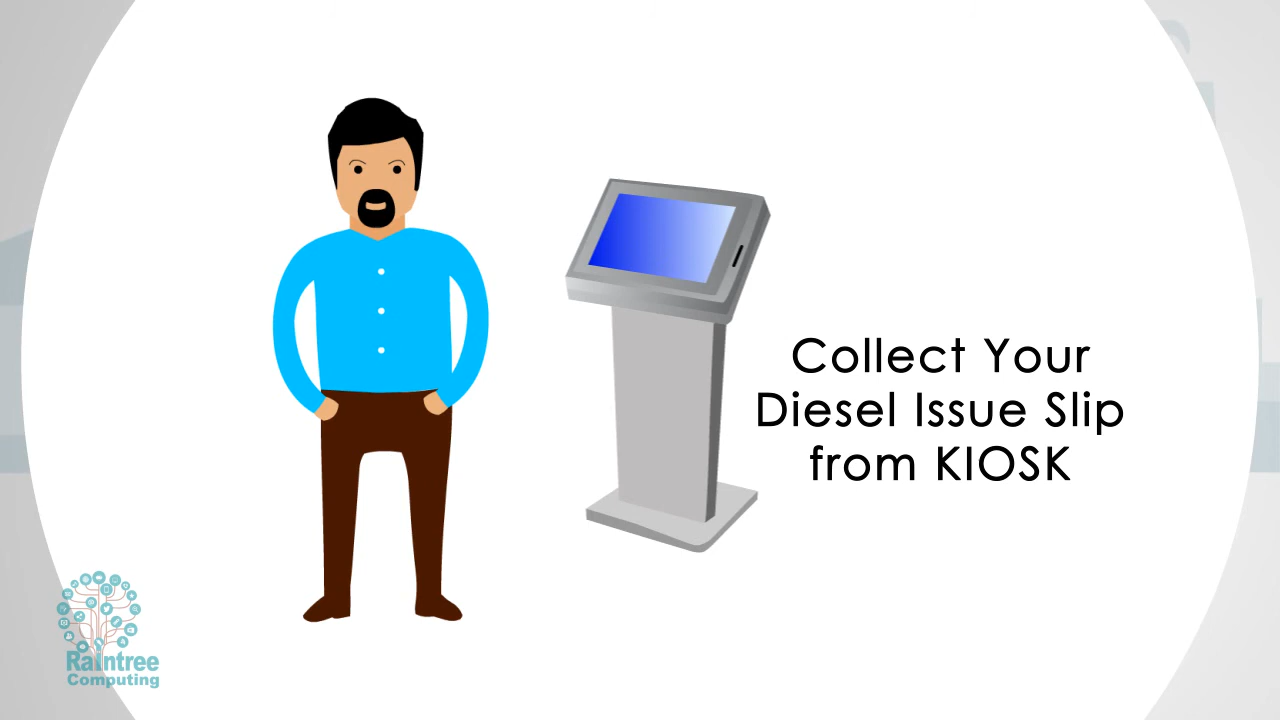 Collect Your
Diesel Issue Slip
from KIOSK
Raintree
Computing